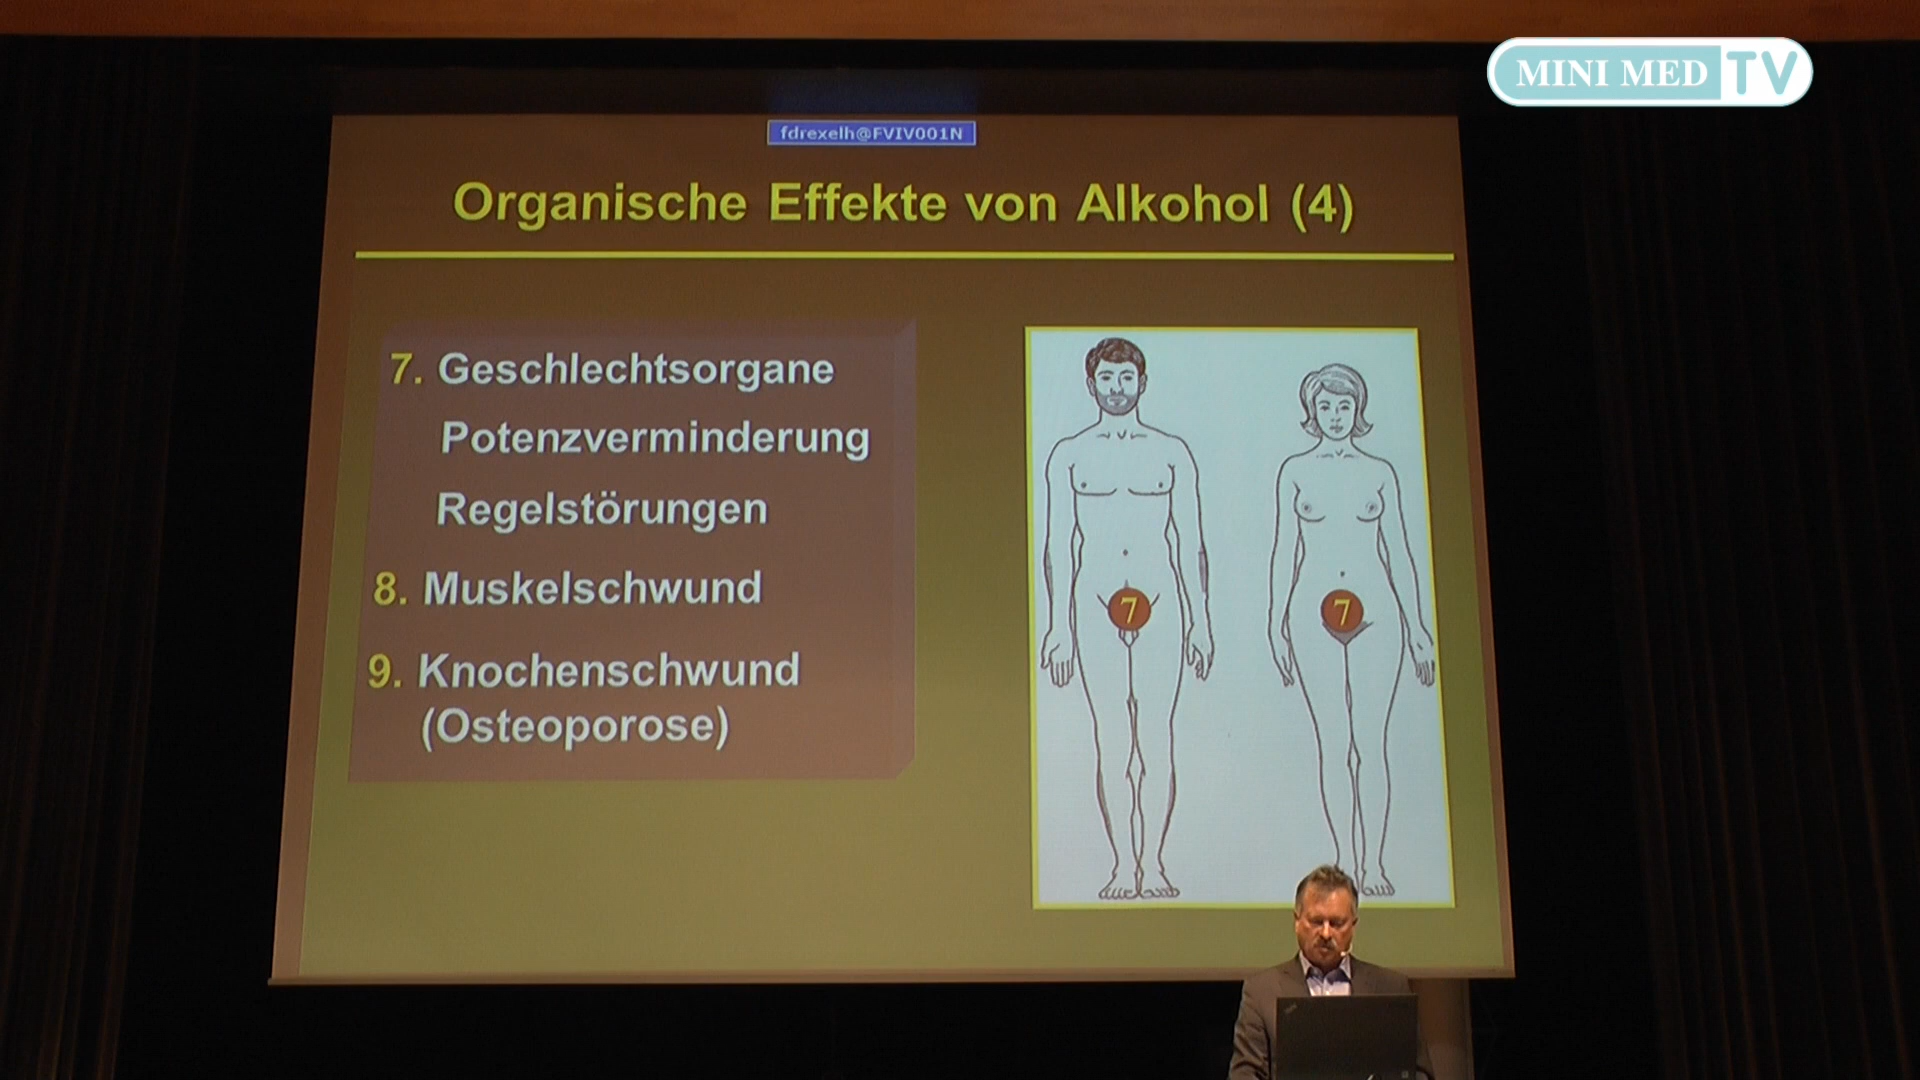 MINI MED TV
fdrexelh@FVIV001N
Organische Effekte von Alkohol (4)
7. Geschlechtsorgane
Potenzverminderung
Regelstörungen
8. Muskelschwund
9. Knochenschwund
(Osteoporose)
7
7